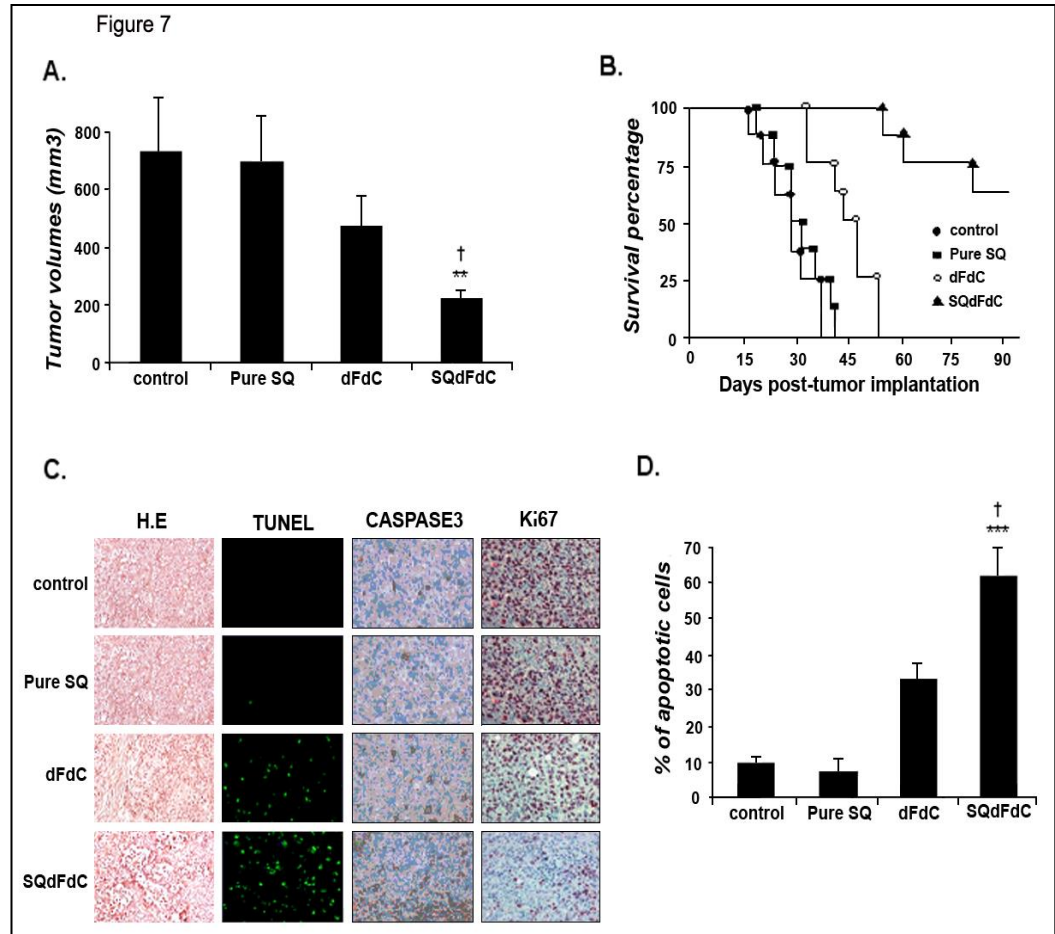 Figure 7
A.
Tumor volumes (mm3)
800
600
400
200
0
†
**
control Pure SQ dFdC SQdFdC
B.
Survival percentage
100
75
50
25
0
control
Pure SQ
dFdC
SQdFdC
0 15 30 45 60 75 90
Days post-tumor implantation
C.
H.E TUNEL CASPASE3 Ki67
control
Pure SQ
dFdC
SQdFdC
D.
% of apoptotic cells
†
***
70
60
50
40
30
20
10
0
control Pure SQ dFdC SQdFdC